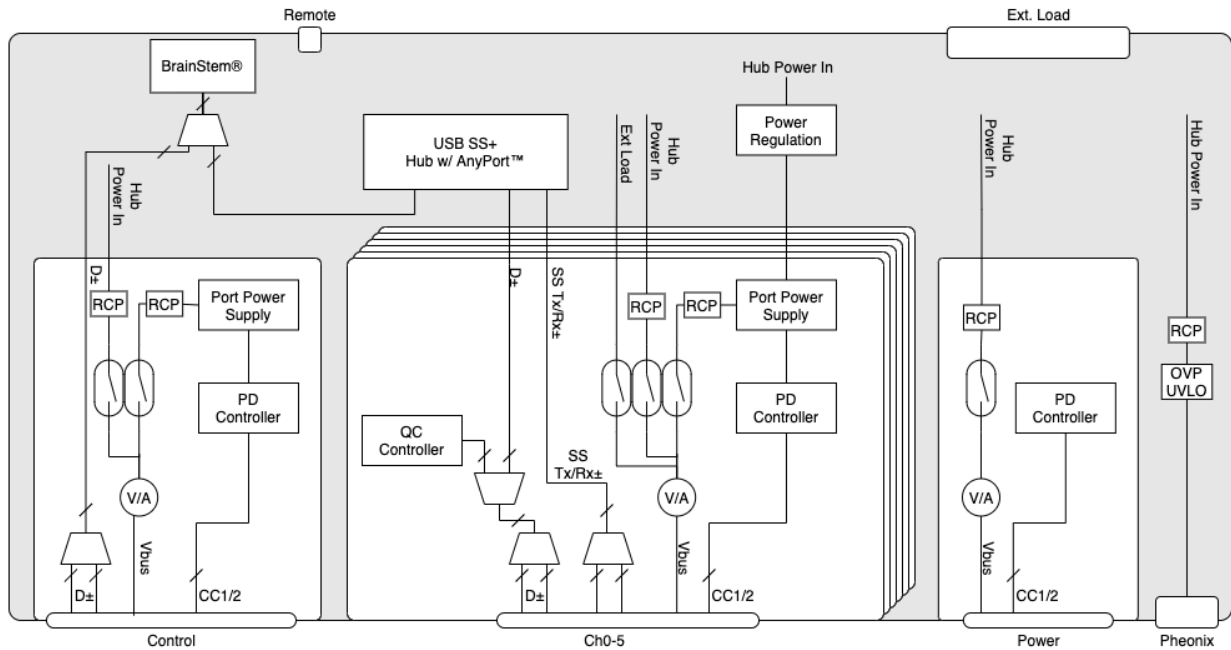 Remote
Ext. Load
BrainStem®
Hub Power In
USB SS+
Hub w/ AnyPort™
Power
Regulation
Hub
Power In
Ext Load
Hub
Power In
Hub
Power In
Hub Power In
D±
D±
SS Tx/Rx±
RCP
RCP
Port Power
Supply
RCP
RCP
Port Power
Supply
RCP
RCP
PD
Controller
PD
Controller
PD
Controller
OVP
UVLO
QC
Controller
SS
Tx/Rx±
V/A
V/A
V/A
Vbus
Vbus
Vbus
D±
CC1/2
D±
CC1/2
CC1/2
Control
Ch0-5
Power
Pheonix